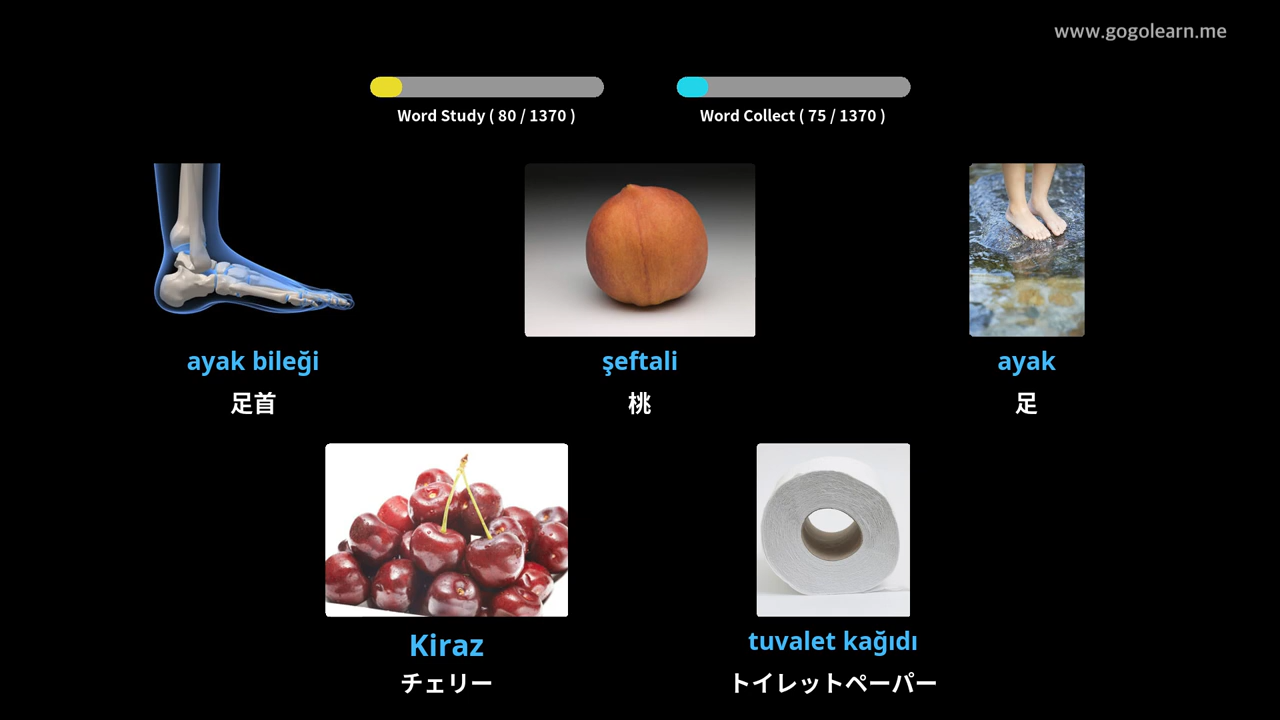 www.gogolearn.me
Word Study ( 80 / 1370 )
Word Collect ( 75 / 1370 )
ayak bileği
足首
şeftali
桃
ayak
足
Kiraz
チェリー
tuvalet kağıdı
トイレットペーパー